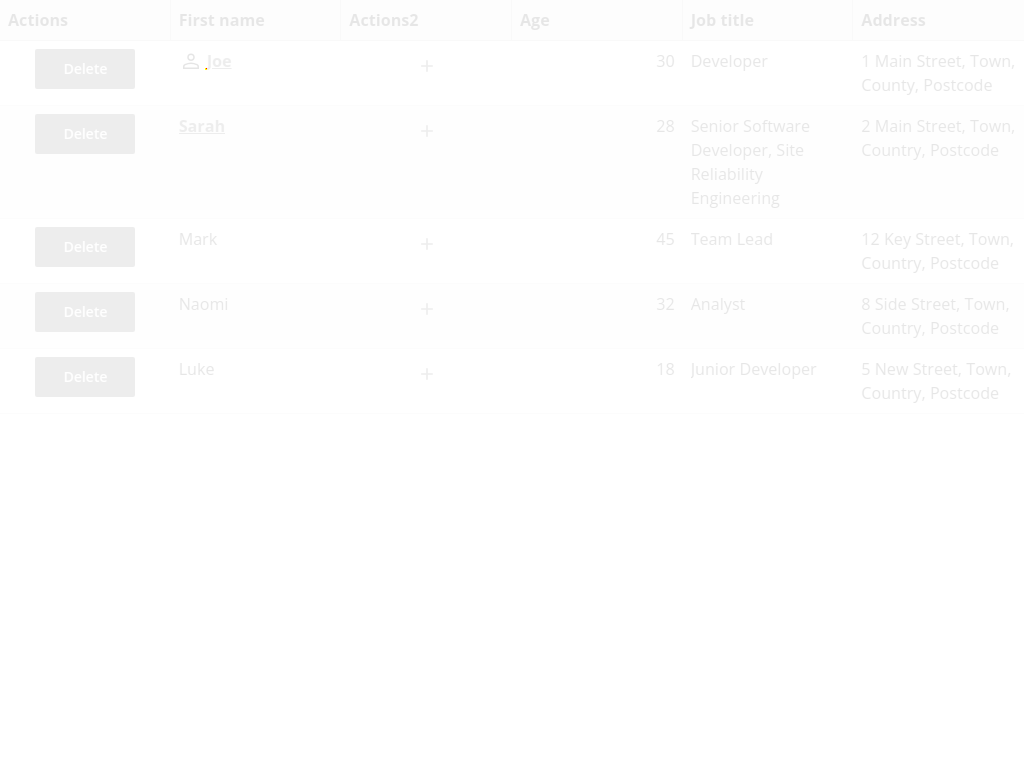 Actions First name Actions2 Age Job title Address
Delete Joe + 30 Developer 1 Main Street, Town,
County, Postcode
Delete Sarah + 28 Senior Software 2 Main Street, Town,
Developer, Site Country, Postcode
Reliability
Engineering
Delete Mark + 45 Team Lead 12 Key Street, Town,
Country, Postcode
Delete Naomi + 32 Analyst 8 Side Street, Town,
Country, Postcode
Delete Luke + 18 Junior Developer 5 New Street, Town,
Country, Postcode